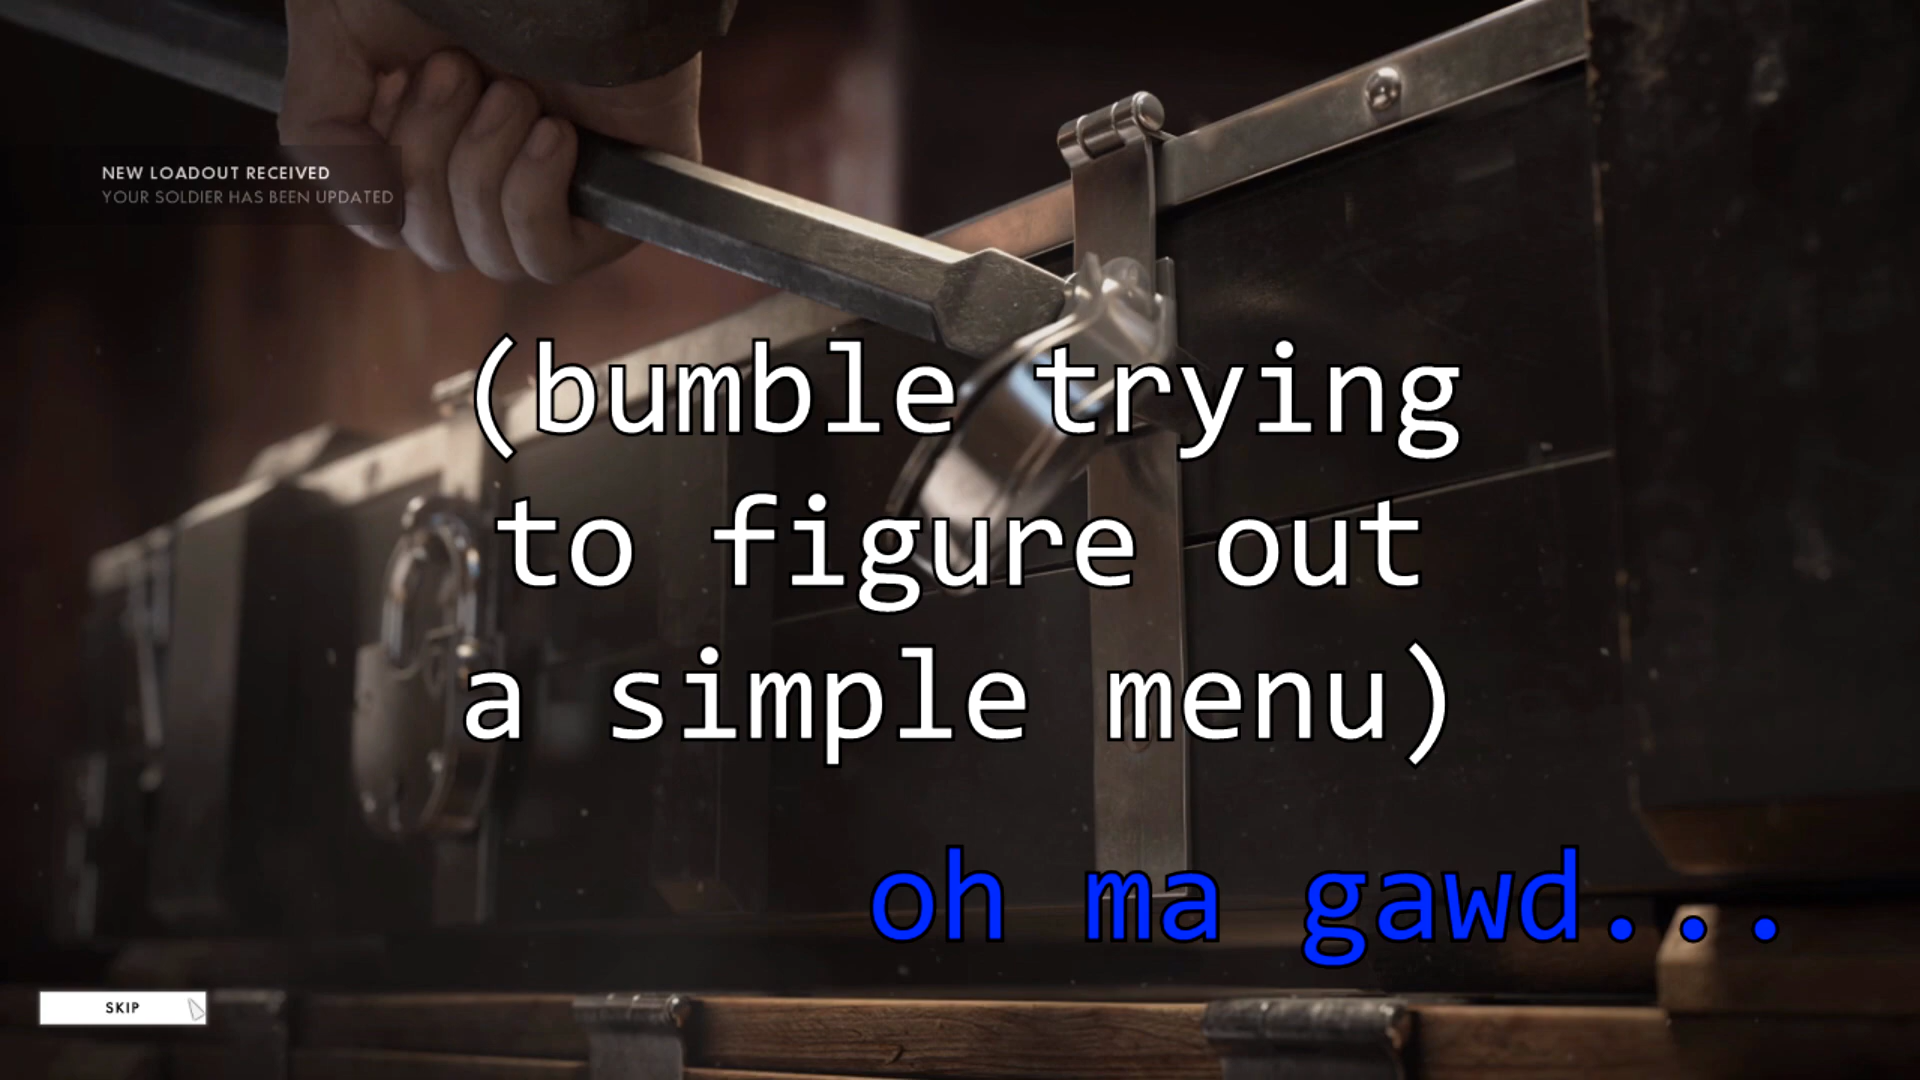 NEW LOADOUT RECEIVED
YOUR SOLDIER HAS BEEN UPDATED
(bumble trying
to figure out
a simple menu)
oh ma gawd...
SKIP